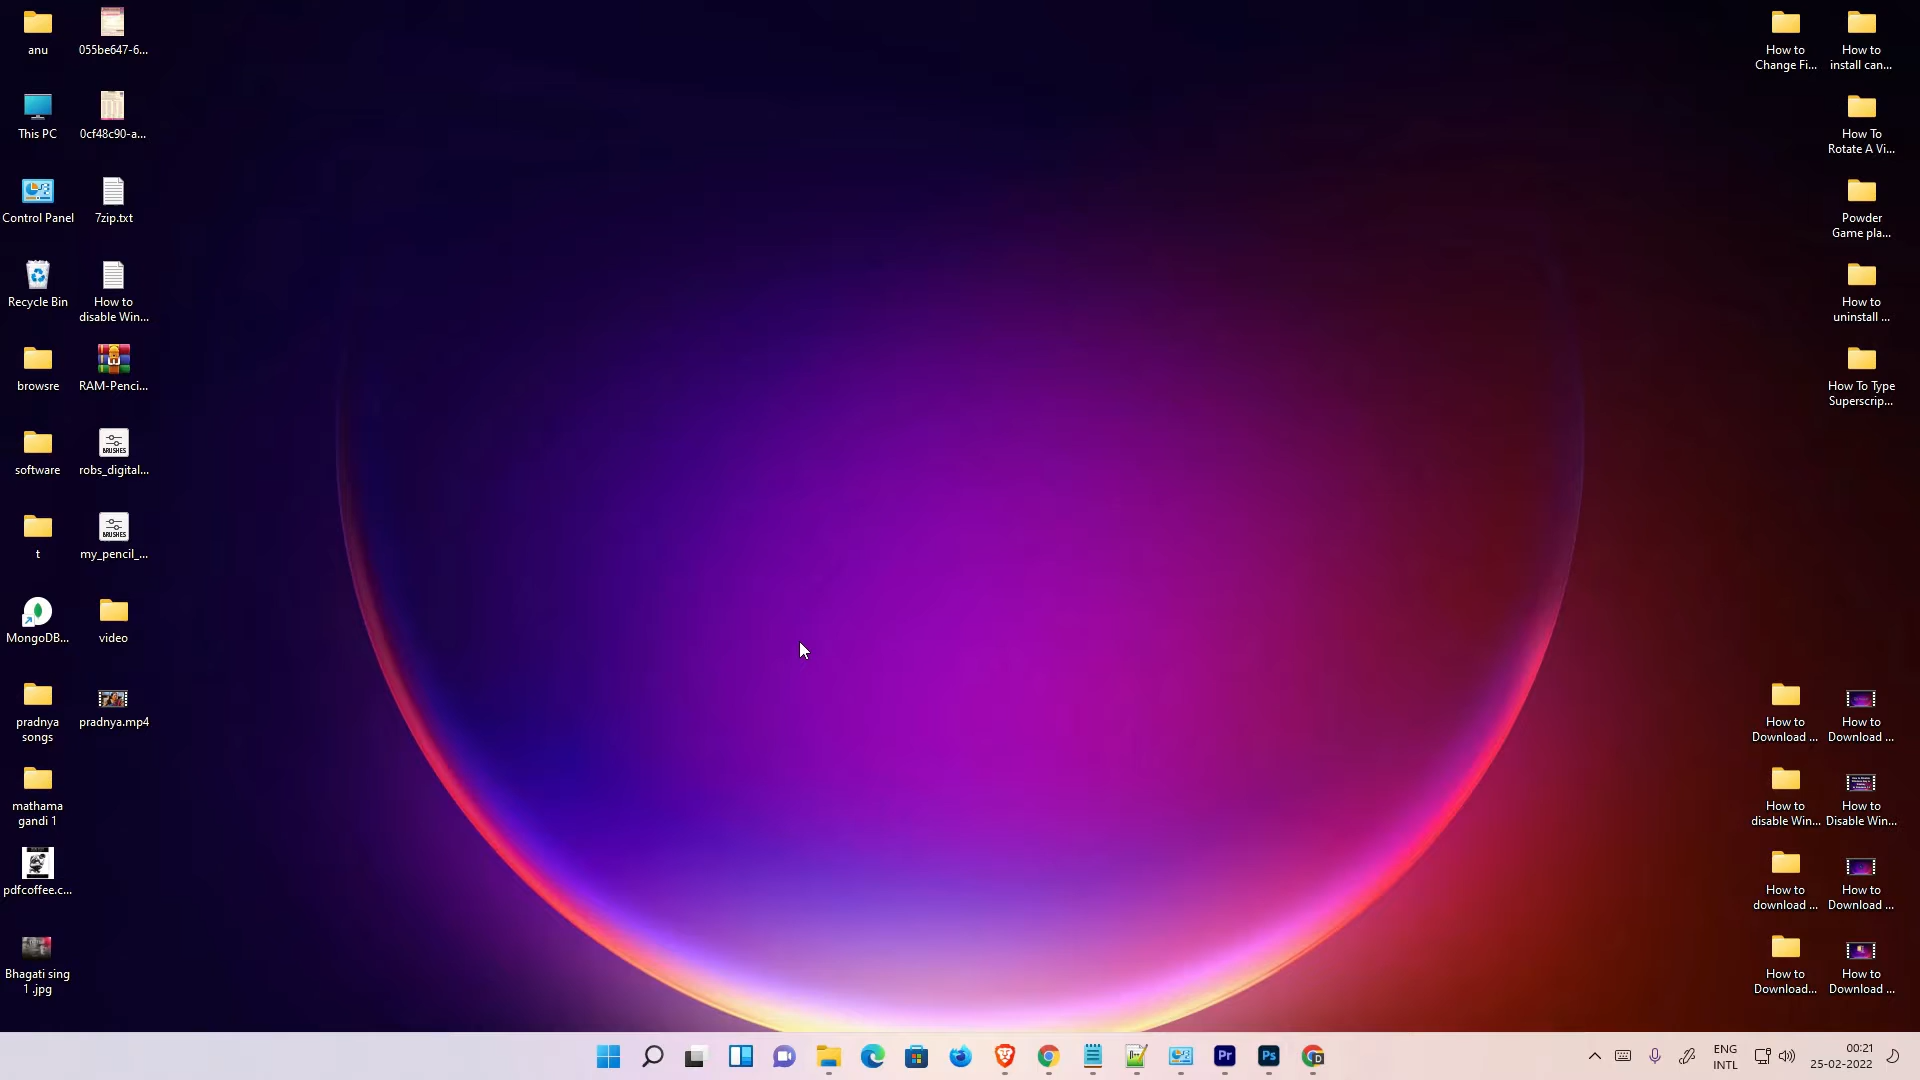 anu
055be647-6...
This PC
0cf48c90-a...
Control Panel
7zip.txt
Recycle Bin
How to
disable Win...
browsre
RAM-Penci...
software
BRUSHES
robs_digital...
t
BRUSHES
my_pencil_...
MongoDB...
video
pradnya
songs
pradnya.mp4
mathama
gandi 1
pdfcoffee.c...
Bhagati sing
1 .jpg
How to
Change Fi...
How to
install can...
How To
Rotate A Vi...
Powder
Game pla...
How to
uninstall ...
How To Type
Superscrip...
How to
Download ...
How to
Download ...
How to
disable Win...
How to
Disable Win...
How to
download ...
How to
Download ...
How to
Download...
How to
Download ...
Pr
Ps
D
ENG
INTL
00:21
25-02-2022